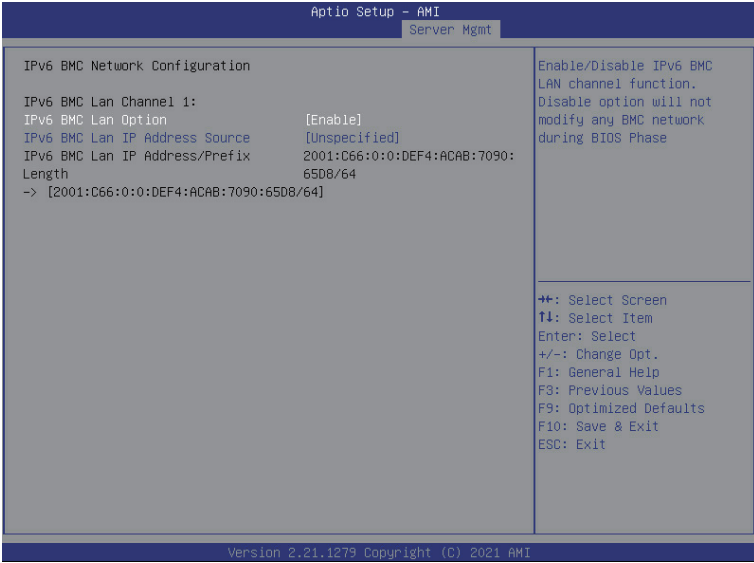 Aptio Setup – AMI
Server Mgmt
IPv6 BMC Network Configuration
IPv6 BMC Lan Channel 1:
IPv6 BMC Lan Option [Enable]
IPv6 BMC Lan IP Address Source [Unspecified]
IPv6 BMC Lan IP Address/Prefix 2001:C66:0:0:DEF4:ACAB:7090:
Length 65D8/64
-> [2001:C66:0:0:DEF4:ACAB:7090:65D8/64]
Enable/Disable IPv6 BMC
LAN channel function.
Disable option will not
modify any BMC network
during BIOS Phase
→←: Select Screen
↑↓: Select Item
Enter: Select
+/-: Change Opt.
F1: General Help
F3: Previous Values
F9: Optimized Defaults
F10: Save & Exit
ESC: Exit
Version 2.21.1279 Copyright (C) 2021 AMI